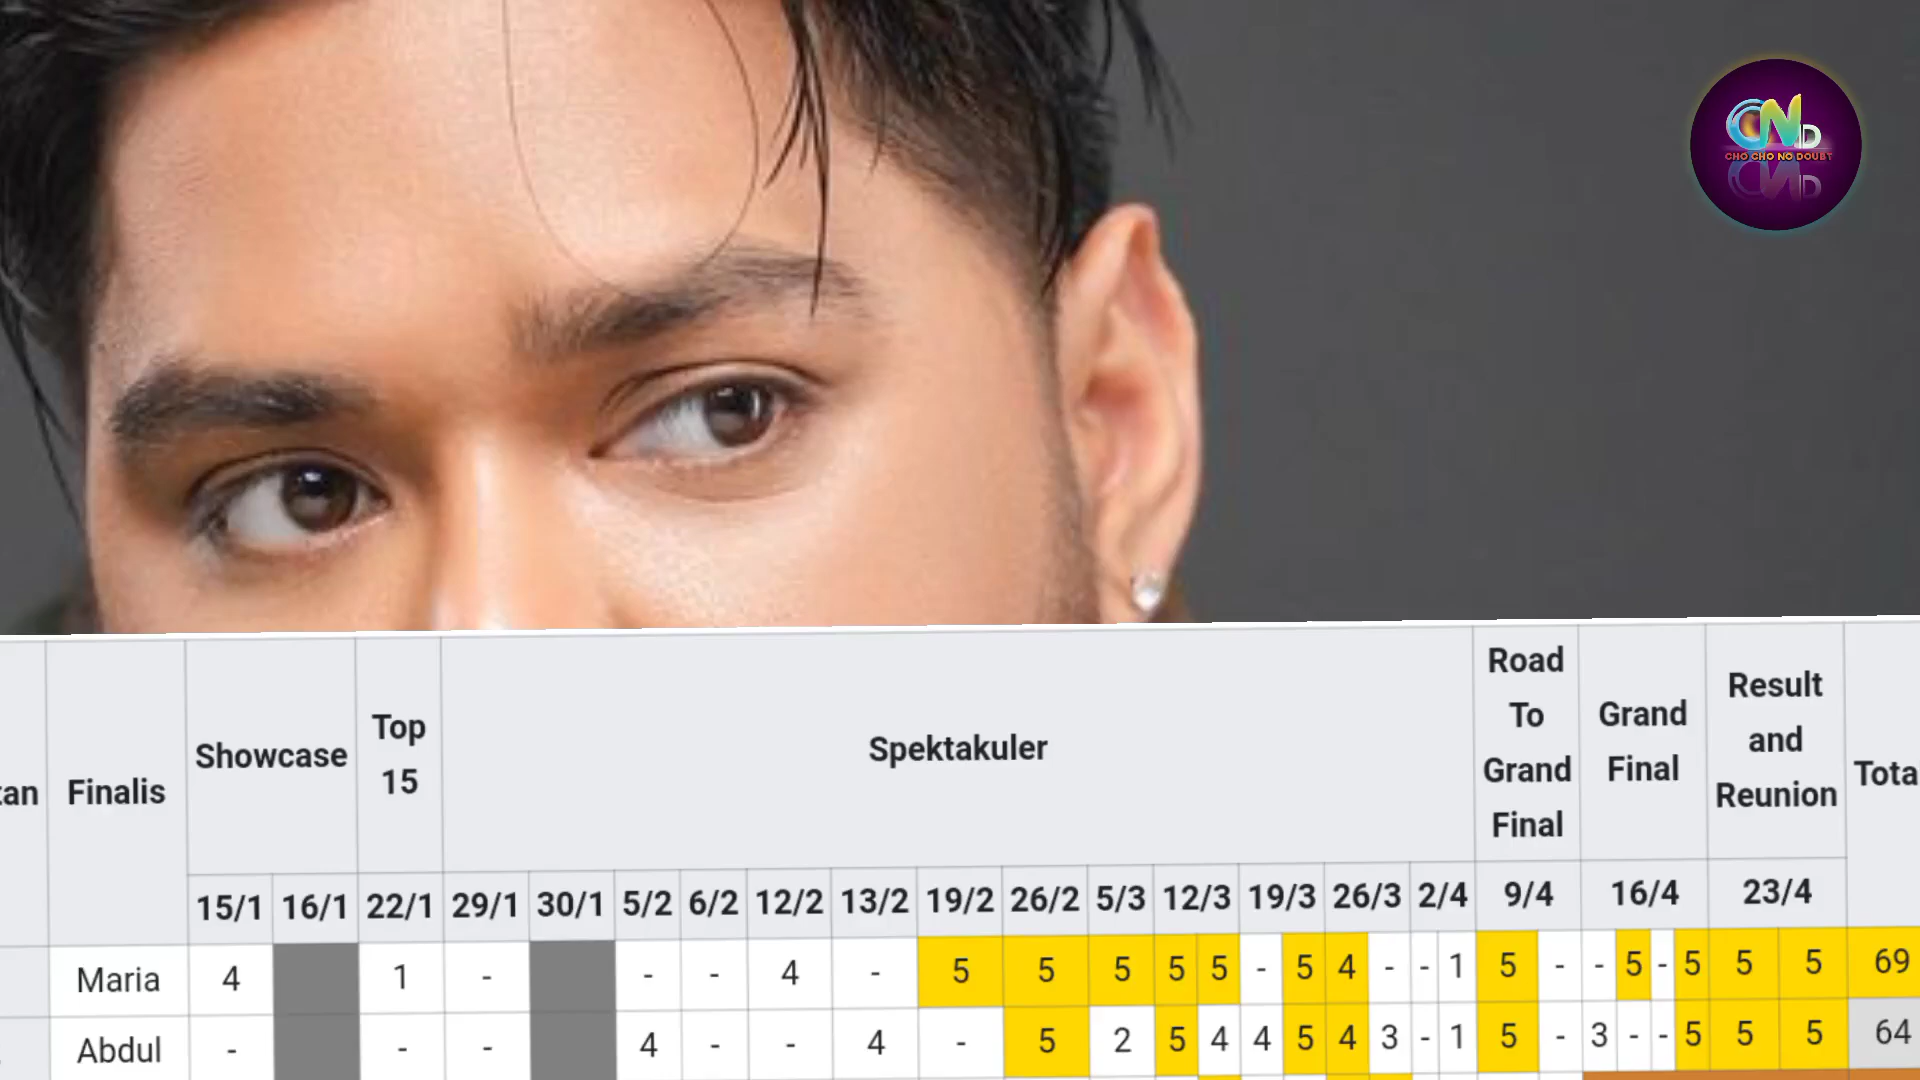 CND
CHO CHO NO DOUBT
Finalis
Showcase
Top
15
Spektakuler
Road
To
Grand
Final
Grand
Final
Result
and
Reunion
15/1 16/1 22/1 29/1 30/1 5/2 6/2 12/2 13/2 19/2 26/2 5/3 12/3 19/3 26/3 2/4 9/4 16/4 23/4
Maria 4 1 - - - 4 - 5 5 5 5 5 - 5 4 - - 1 5 - - 5 - 5 5 5 69
Abdul - - - 4 - - 4 - 5 2 5 4 4 5 4 3 - 1 5 - 3 - - 5 5 5 64